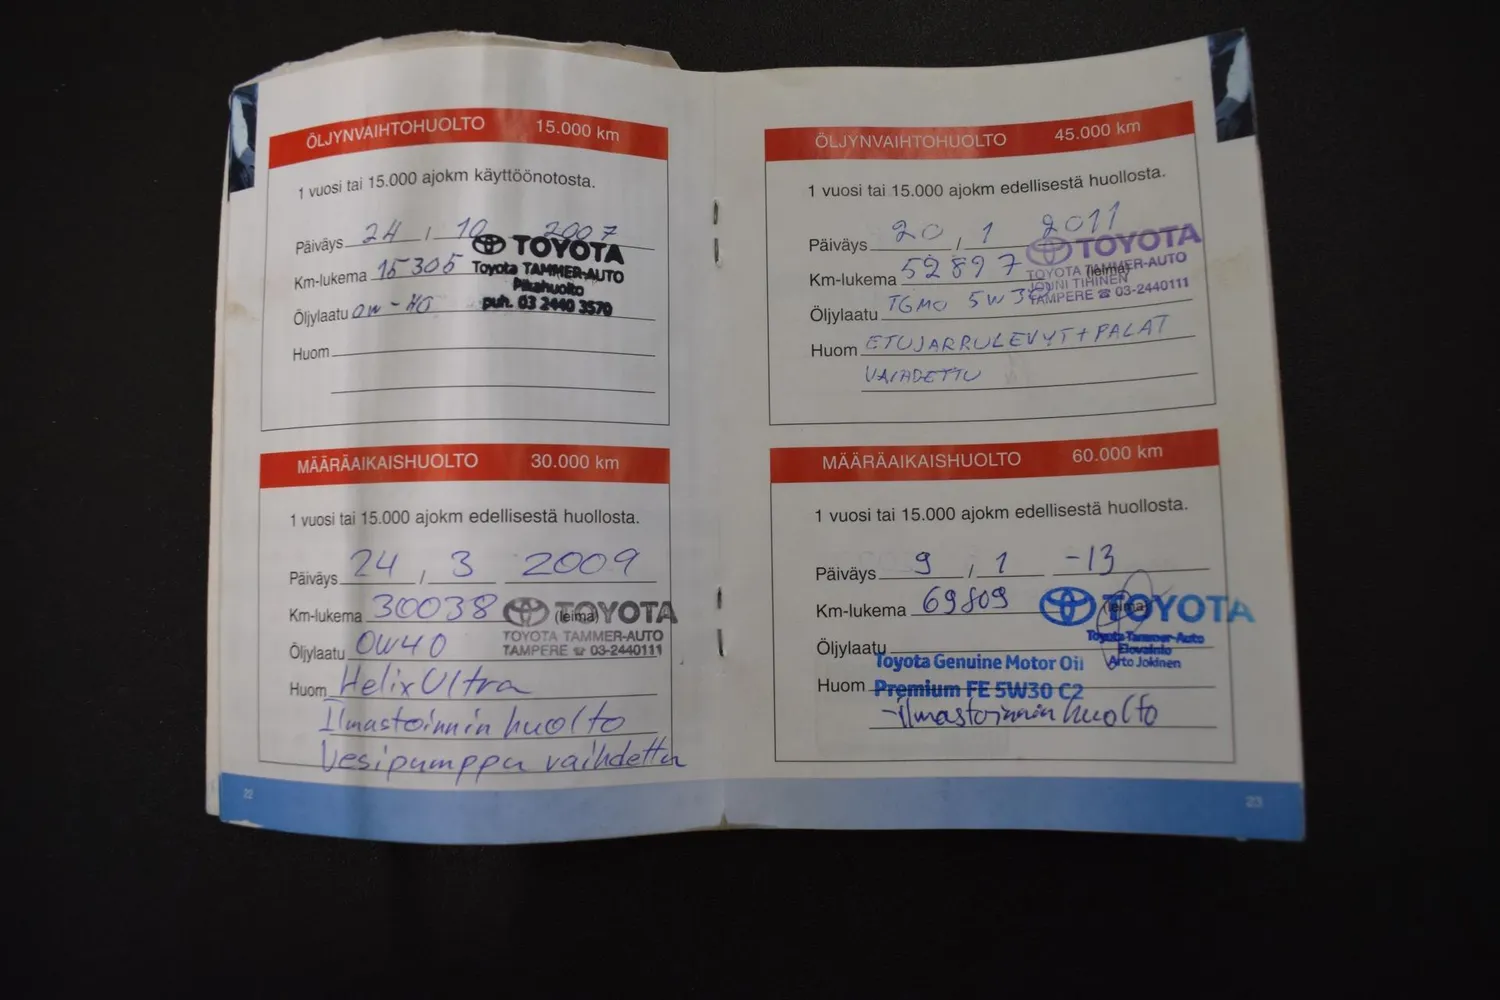 ÖLJYNVAIHTOHUOLTO 15.000 km
1 vuosi tai 15.000 ajokm käyttöönotosta.
Päiväys 24 , 10 2007
TOYOTA
Km-lukema 15305
Toyota TAMMER-AUTO
Pikahuolto
puh. 03 2440 3570
Öljylaatu 0W-40
Huom
MÄÄRÄAIKAISHUOLTO 30.000 km
1 vuosi tai 15.000 ajokm edellisestä huollosta.
Päiväys 24 , 3 2009
Km-lukema 30038
(leima)
TOYOTA
TOYOTA TAMMER-AUTO
TAMPERE ☎ 03-2440111
Öljylaatu 0W40
Huom Helix Ultra
Ilmastoinnin huolto
Vesipumppu vaihdettu
22
ÖLJYNVAIHTOHUOLTO 45.000 km
1 vuosi tai 15.000 ajokm edellisestä huollosta.
Päiväys 20 , 1 2011
TOYOTA
Km-lukema 52897
(leima)
TOYOTA TAMMER-AUTO
JOUNI TIHINEN
TAMPERE ☎ 03-2440111
Öljylaatu TGMO 5W30
Huom ETUJARRULEVYT + PALAT
VAIHDETTU
MÄÄRÄAIKAISHUOLTO 60.000 km
1 vuosi tai 15.000 ajokm edellisestä huollosta.
Päiväys 9 , 1 -13
Km-lukema 69809
(leima)
TOYOTA
Toyota Tammer-Auto
Elovainio
Arto Jokinen
Öljylaatu
Toyota Genuine Motor Oil
Huom Premium FE 5W30 C2
-ilmastoinnin huolto
23